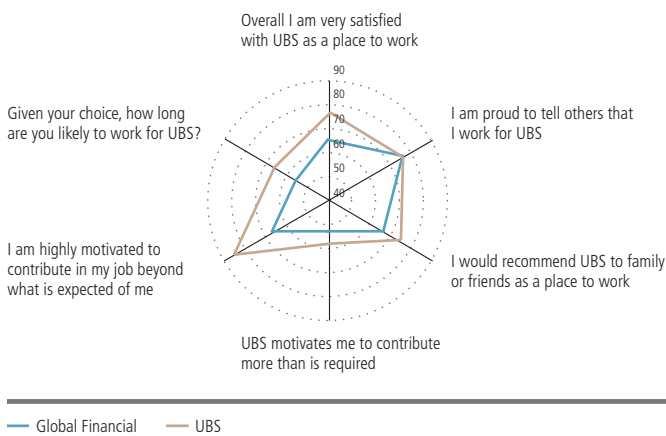 Overall I am very satisfied
with UBS as a place to work
90
80
70
60
50
40
Given your choice, how long
are you likely to work for UBS?
I am proud to tell others that
I work for UBS
I am highly motivated to
contribute in my job beyond
what is expected of me
I would recommend UBS to family
or friends as a place to work
UBS motivates me to contribute
more than is required
Global Financial
UBS